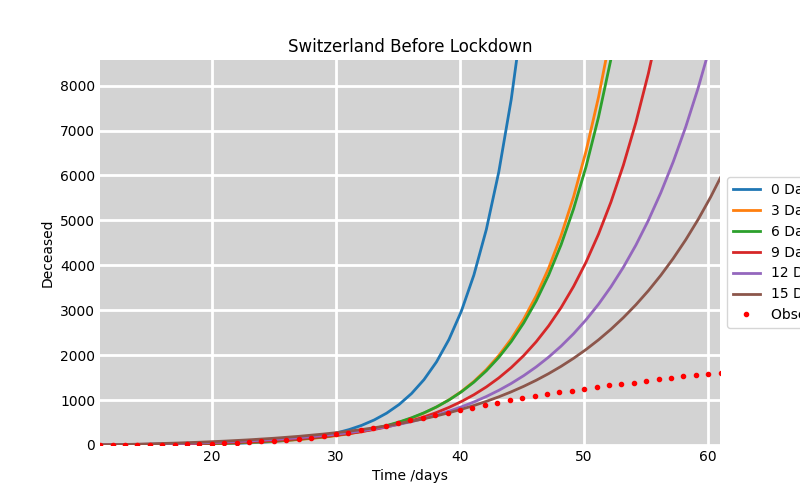 Switzerland Before Lockdown
8000
7000
6000
5000
4000
3000
2000
1000
0
Deceased
20
30
40
50
60
Time /days
0 Da
3 Da
6 Da
9 Da
12 D
15 D
Obse